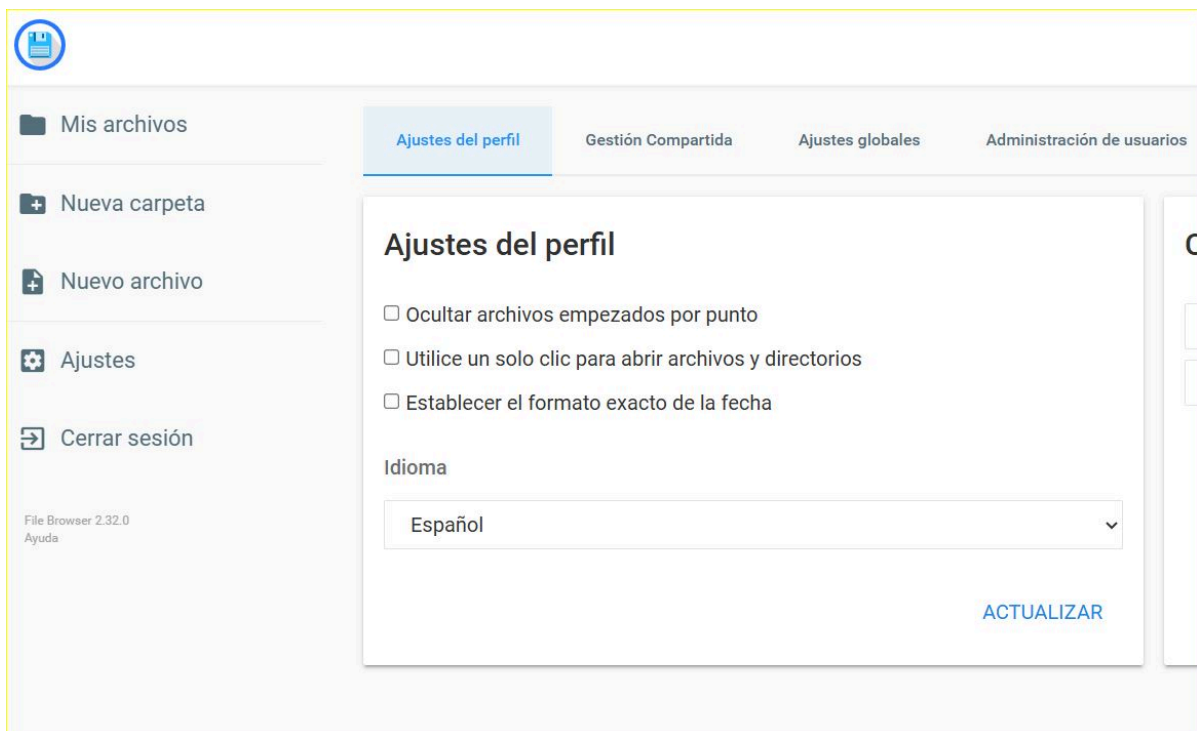 Mis archivos
Nueva carpeta
Nuevo archivo
Ajustes
Cerrar sesión
File Browser 2.32.0
Ayuda
Ajustes del perfil
Gestión Compartida
Ajustes globales
Administración de usuarios
Ajustes del perfil
Ocultar archivos empezados por punto
Utilice un solo clic para abrir archivos y directorios
Establecer el formato exacto de la fecha
Idioma
Español
ACTUALIZAR